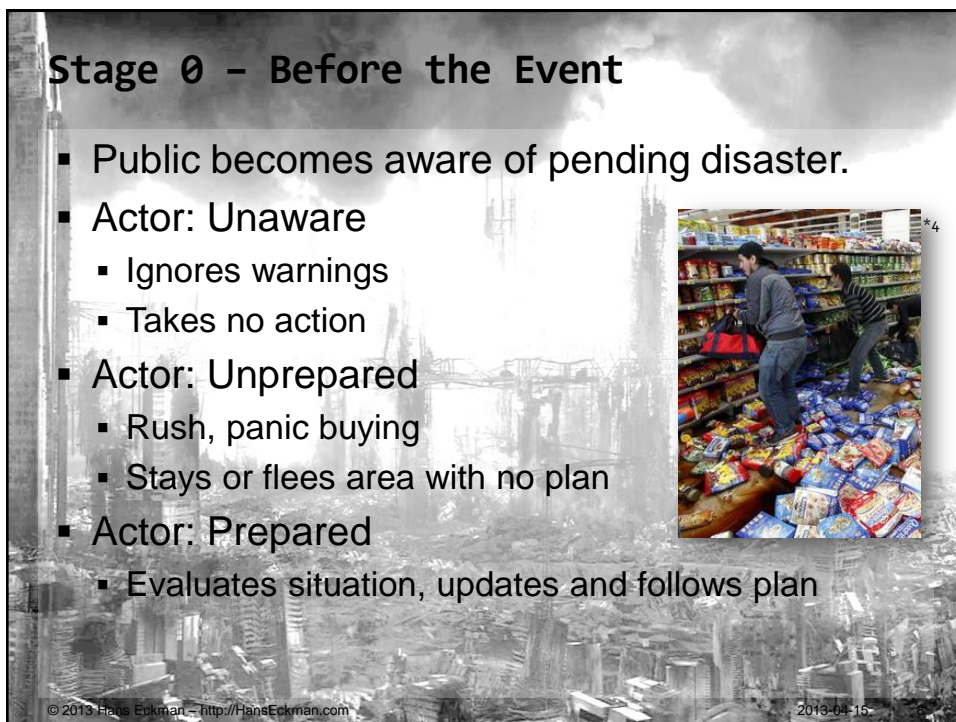 Stage 0 – Before the Event
▪ Public becomes aware of pending disaster.
▪ Actor: Unaware
▪ Ignores warnings
▪ Takes no action
▪ Actor: Unprepared
▪ Rush, panic buying
▪ Stays or flees area with no plan
▪ Actor: Prepared
▪ Evaluates situation, updates and follows plan
*4
© 2013 Hans Eckman – http://HansEckman.com
2013-04-15